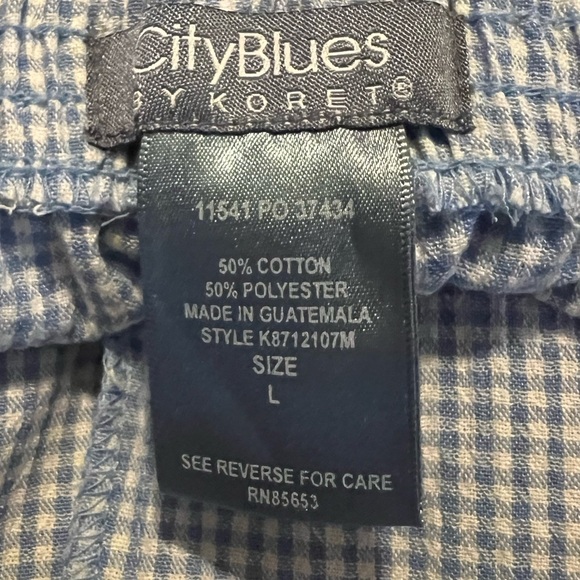 CityBlues
BY KORET®
11541 PO 37434
50% COTTON
50% POLYESTER
MADE IN GUATEMALA
STYLE K8712107M
SIZE
L
SEE REVERSE FOR CARE
RN85653